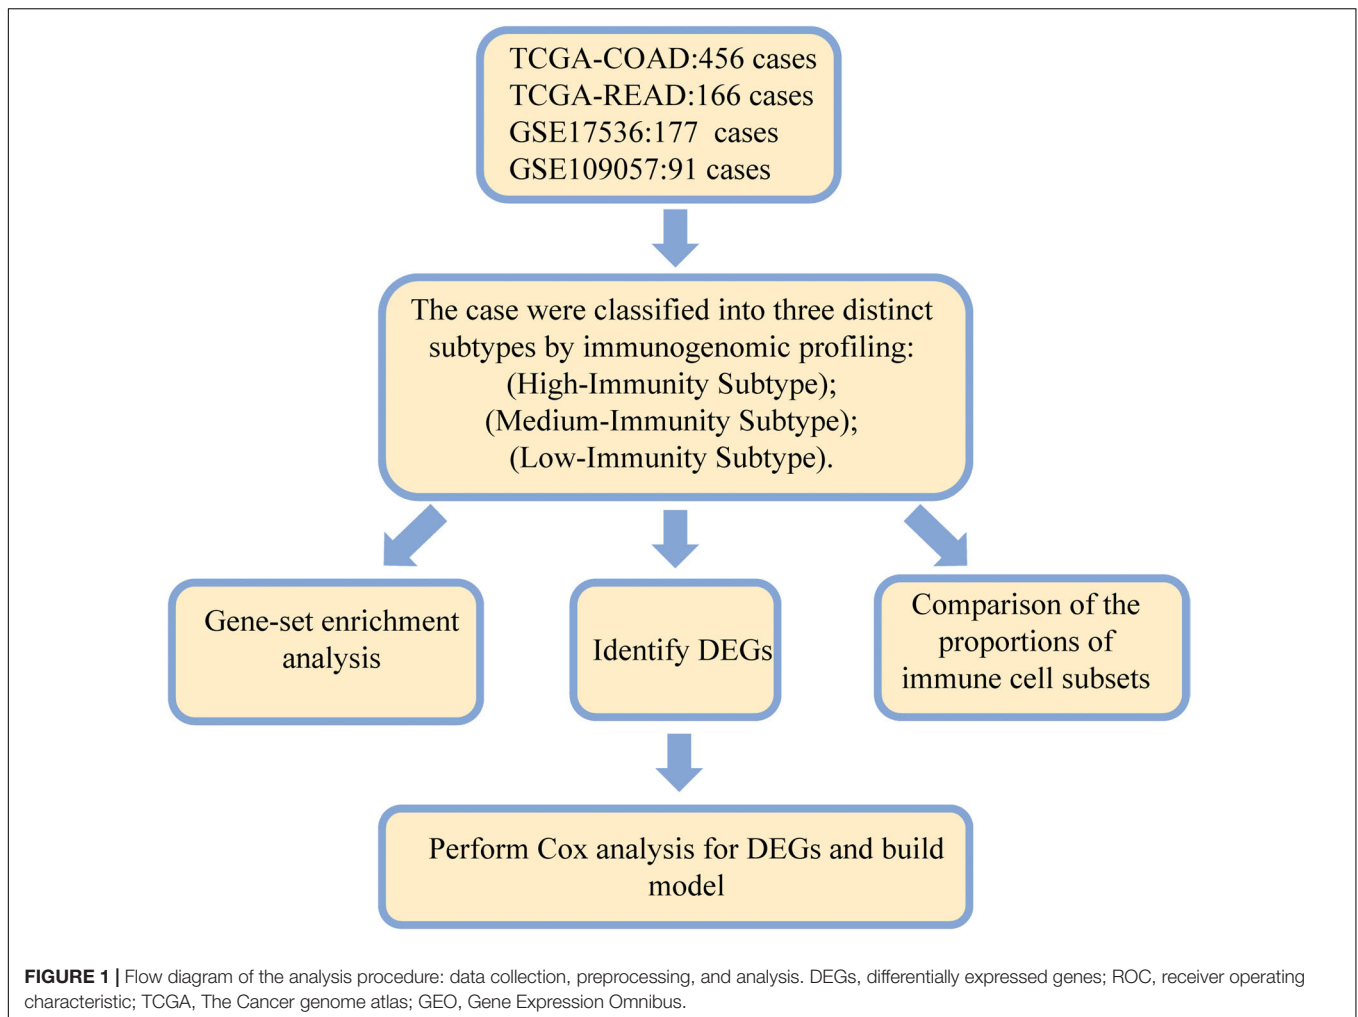 TCGA-COAD:456 cases
TCGA-READ:166 cases
GSE17536:177 cases
GSE109057:91 cases
The case were classified into three distinct
subtypes by immunogenomic profiling:
(High-Immunity Subtype);
(Medium-Immunity Subtype);
(Low-Immunity Subtype).
Gene-set enrichment
analysis
Identify DEGs
Comparison of the
proportions of
immune cell subsets
Perform Cox analysis for DEGs and build
model
FIGURE 1 | Flow diagram of the analysis procedure: data collection, preprocessing, and analysis. DEGs, differentially expressed genes; ROC, receiver operating
characteristic; TCGA, The Cancer genome atlas; GEO, Gene Expression Omnibus.